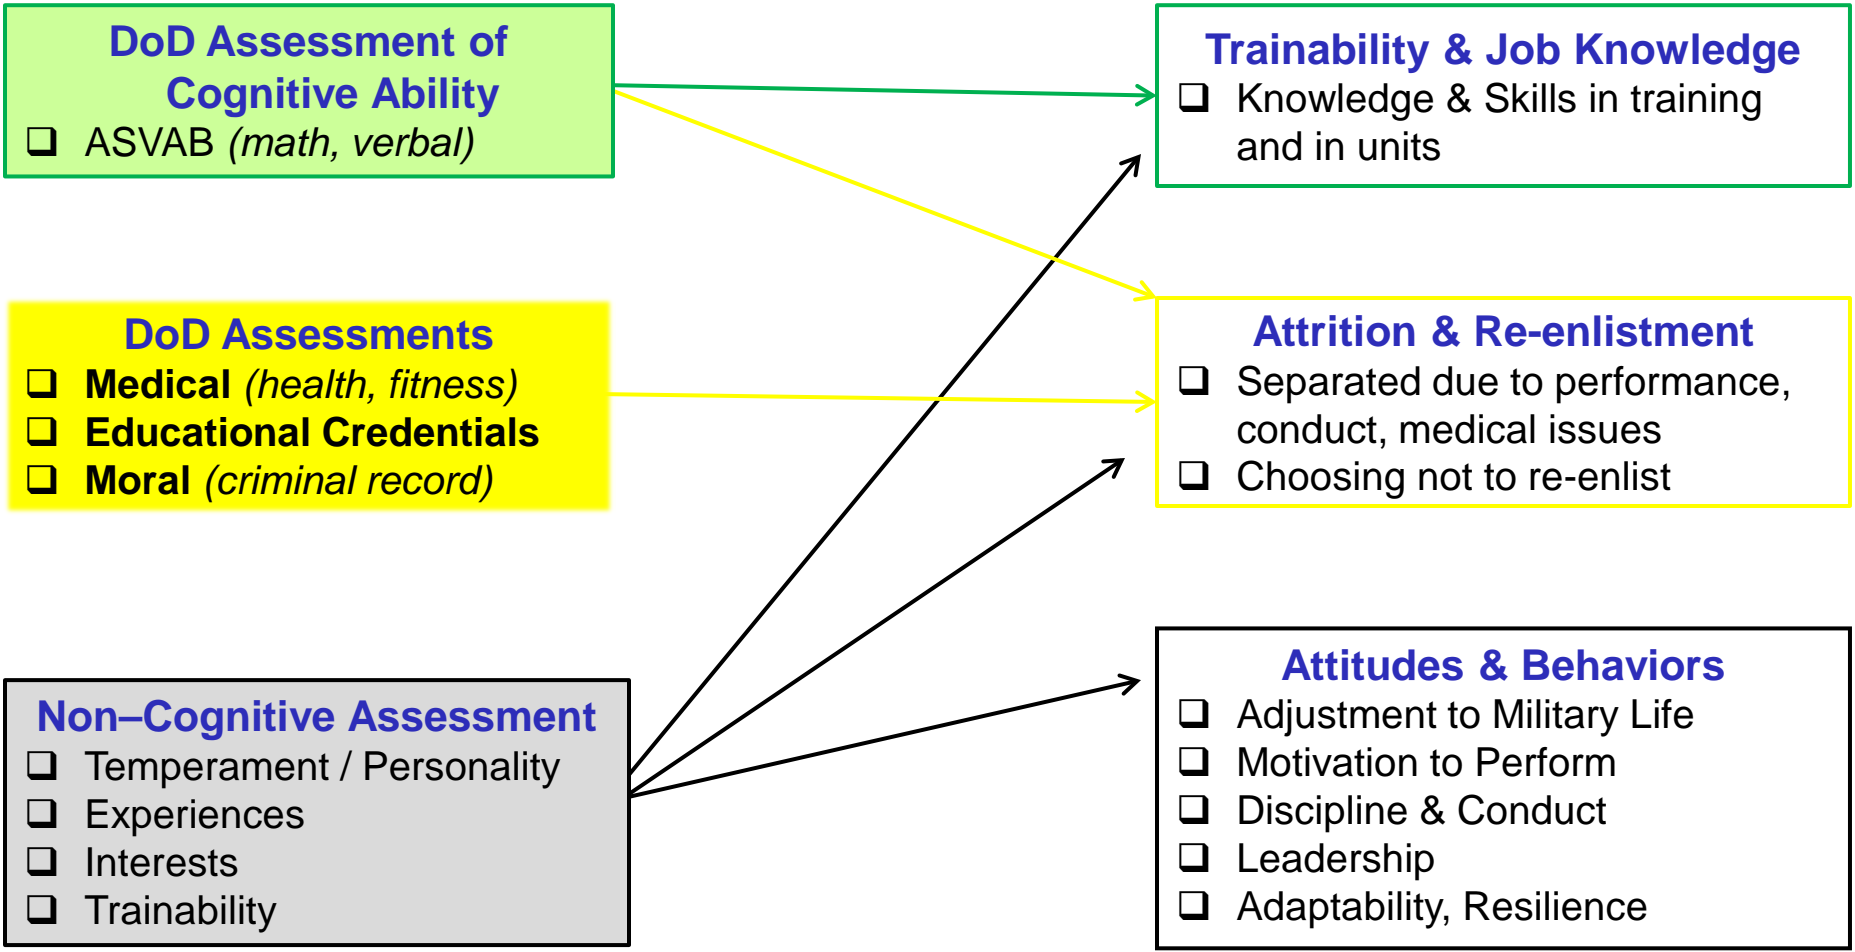 DoD Assessment of
Cognitive Ability
❑ ASVAB (math, verbal)
DoD Assessments
❑ Medical (health, fitness)
❑ Educational Credentials
❑ Moral (criminal record)
Non–Cognitive Assessment
❑ Temperament / Personality
❑ Experiences
❑ Interests
❑ Trainability
Trainability & Job Knowledge
❑ Knowledge & Skills in training
and in units
Attrition & Re-enlistment
❑ Separated due to performance,
conduct, medical issues
❑ Choosing not to re-enlist
Attitudes & Behaviors
❑ Adjustment to Military Life
❑ Motivation to Perform
❑ Discipline & Conduct
❑ Leadership
❑ Adaptability, Resilience